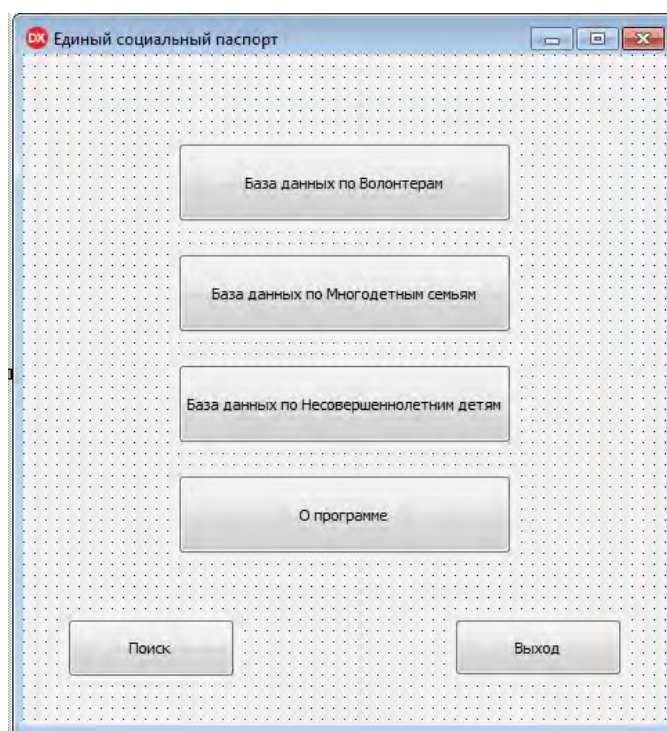 DX Единый социальный паспорт
База данных по Волонтерам
База данных по Многодетным семьям
База данных по Несовершеннолетним детям
О программе
Поиск
Выход